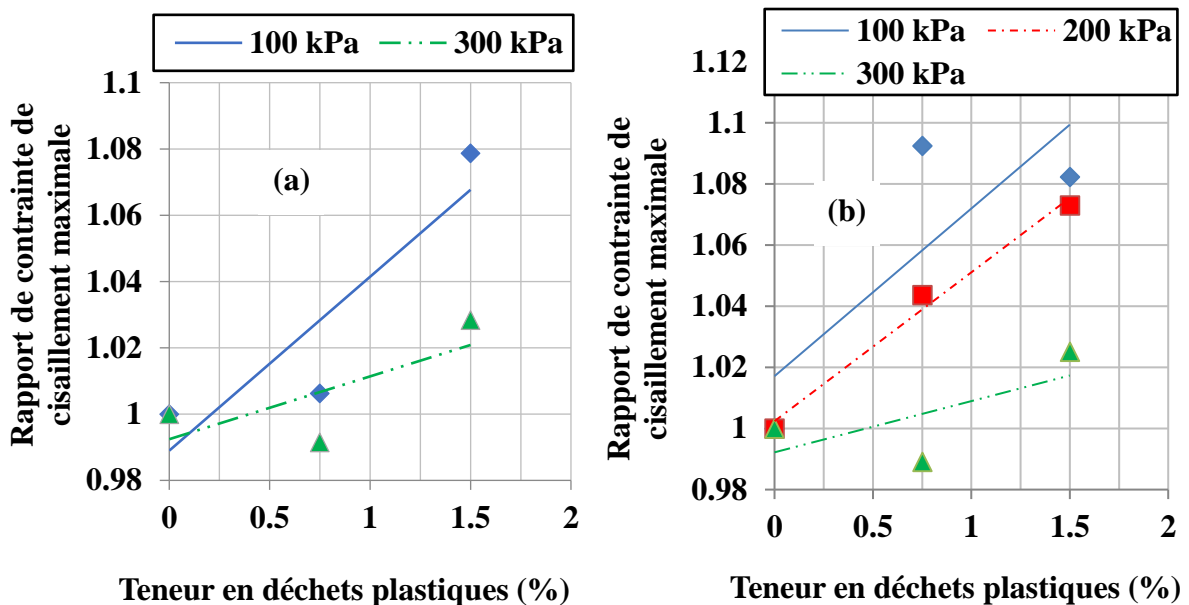 100 kPa 300 kPa
Rapport de contrainte de
cisaillement maximale
1.1
1.08
1.06
1.04
1.02
1
0.98
(a)
0 0.5 1 1.5 2
Teneur en déchets plastiques (%)
100 kPa 200 kPa
300 kPa
Rapport de contrainte de
cisaillement maximale
1.12
1.1
1.08
1.06
1.04
1.02
1
0.98
(b)
0 0.5 1 1.5 2
Teneur en déchets plastiques (%)